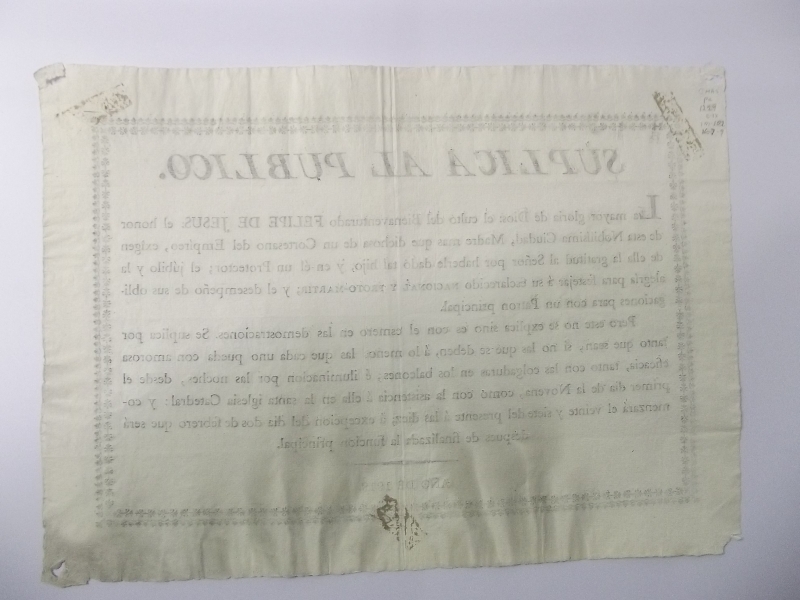 SÚPLICA AL PUBLICO.
La mayor gloria de Dios el culto del Bienaventurado FELIPE DE JESUS, el honor
de esta Nobilísima Ciudad, Madre mas que dichosa de un Cortesano del Empireo, exigen
de ella la gratitud al Señor por haberle dado tal hijo, y en él un Protector; el júbilo y la
alegria para festejar á su esclarecido NACIONAL Y PROTO-MARTIR; y el desempeño de sus obli-
gaciones para con un Patron principal.
Pero esto no se explica sino es con el esmero en las demostraciones. Se suplica por
tanto que sean, si no las que se deben, á lo menos las que cada uno pueda con amorosa
eficacia, tanto con las colgaduras en los balcones, é iluminacion por las noches, desde el
primer dia de la Novena, como con la asistencia á ella en la santa iglesia Catedral: y co-
menzará el veinte y siete del presente á las diez, á excepcion del dia dos de febrero que será
despues de finalizada la funcion principal.
AÑO DE